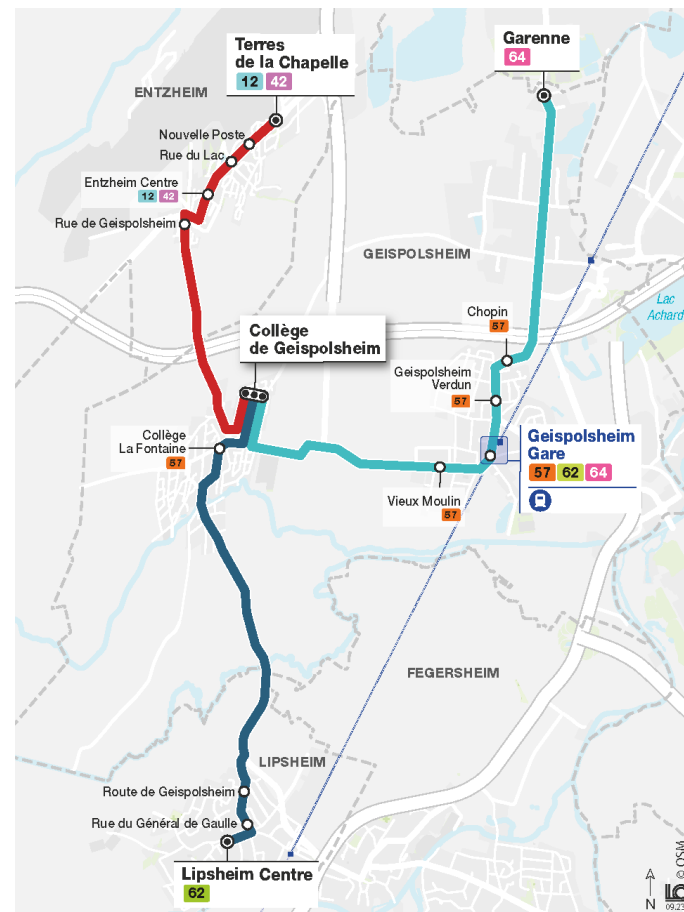 Terres
de la Chapelle
12 42
Garenne
64
ENTZHEIM
Nouvelle Poste
Rue du Lac
Entzheim Centre
12 42
Rue de Geispolsheim
GEISPOLSHEIM
Lac
Achard
Chopin
57
Collège
de Geispolsheim
Geispolsheim
Verdun
57
Collège
La Fontaine
57
Geispolsheim
Gare
57 62 64
Vieux Moulin
57
FEGERSHEIM
LIPSHEIM
Route de Geispolsheim
Rue du Général de Gaulle
Lipsheim Centre
62
N
© OSM
09.23